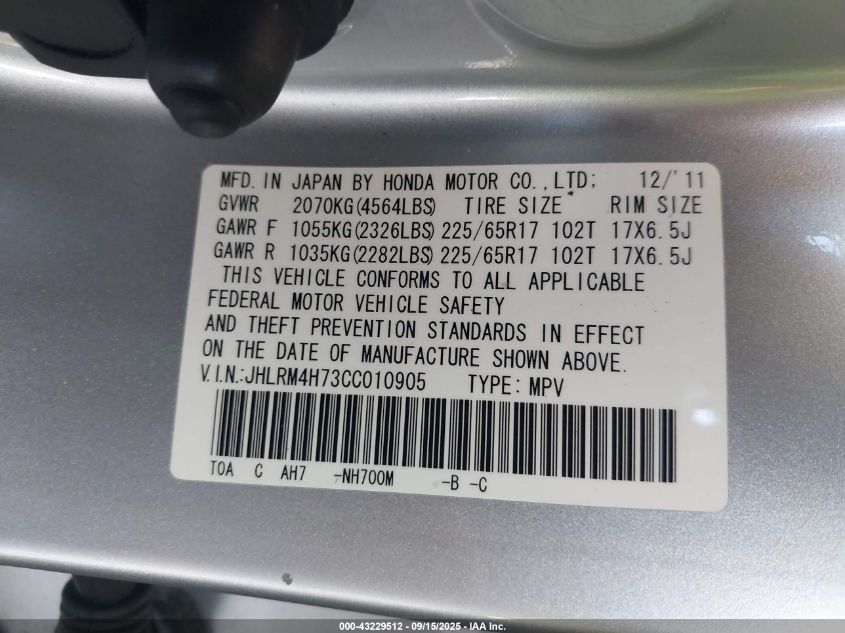 MFD. IN JAPAN BY HONDA MOTOR CO.,LTD; 12/'11
GVWR 2070KG(4564LBS) TIRE SIZE RIM SIZE
GAWR F 1055KG(2326LBS) 225/65R17 102T 17X6.5J
GAWR R 1035KG(2282LBS) 225/65R17 102T 17X6.5J
THIS VEHICLE CONFORMS TO ALL APPLICABLE
FEDERAL MOTOR VEHICLE SAFETY
AND THEFT PREVENTION STANDARDS IN EFFECT
ON THE DATE OF MANUFACTURE SHOWN ABOVE.
V.I.N.:JHLRM4H73CC010905 TYPE: MPV
TOA C AH7 -NH700M -B -C
000-43229512 - 09/15/2025 - IAA Inc.